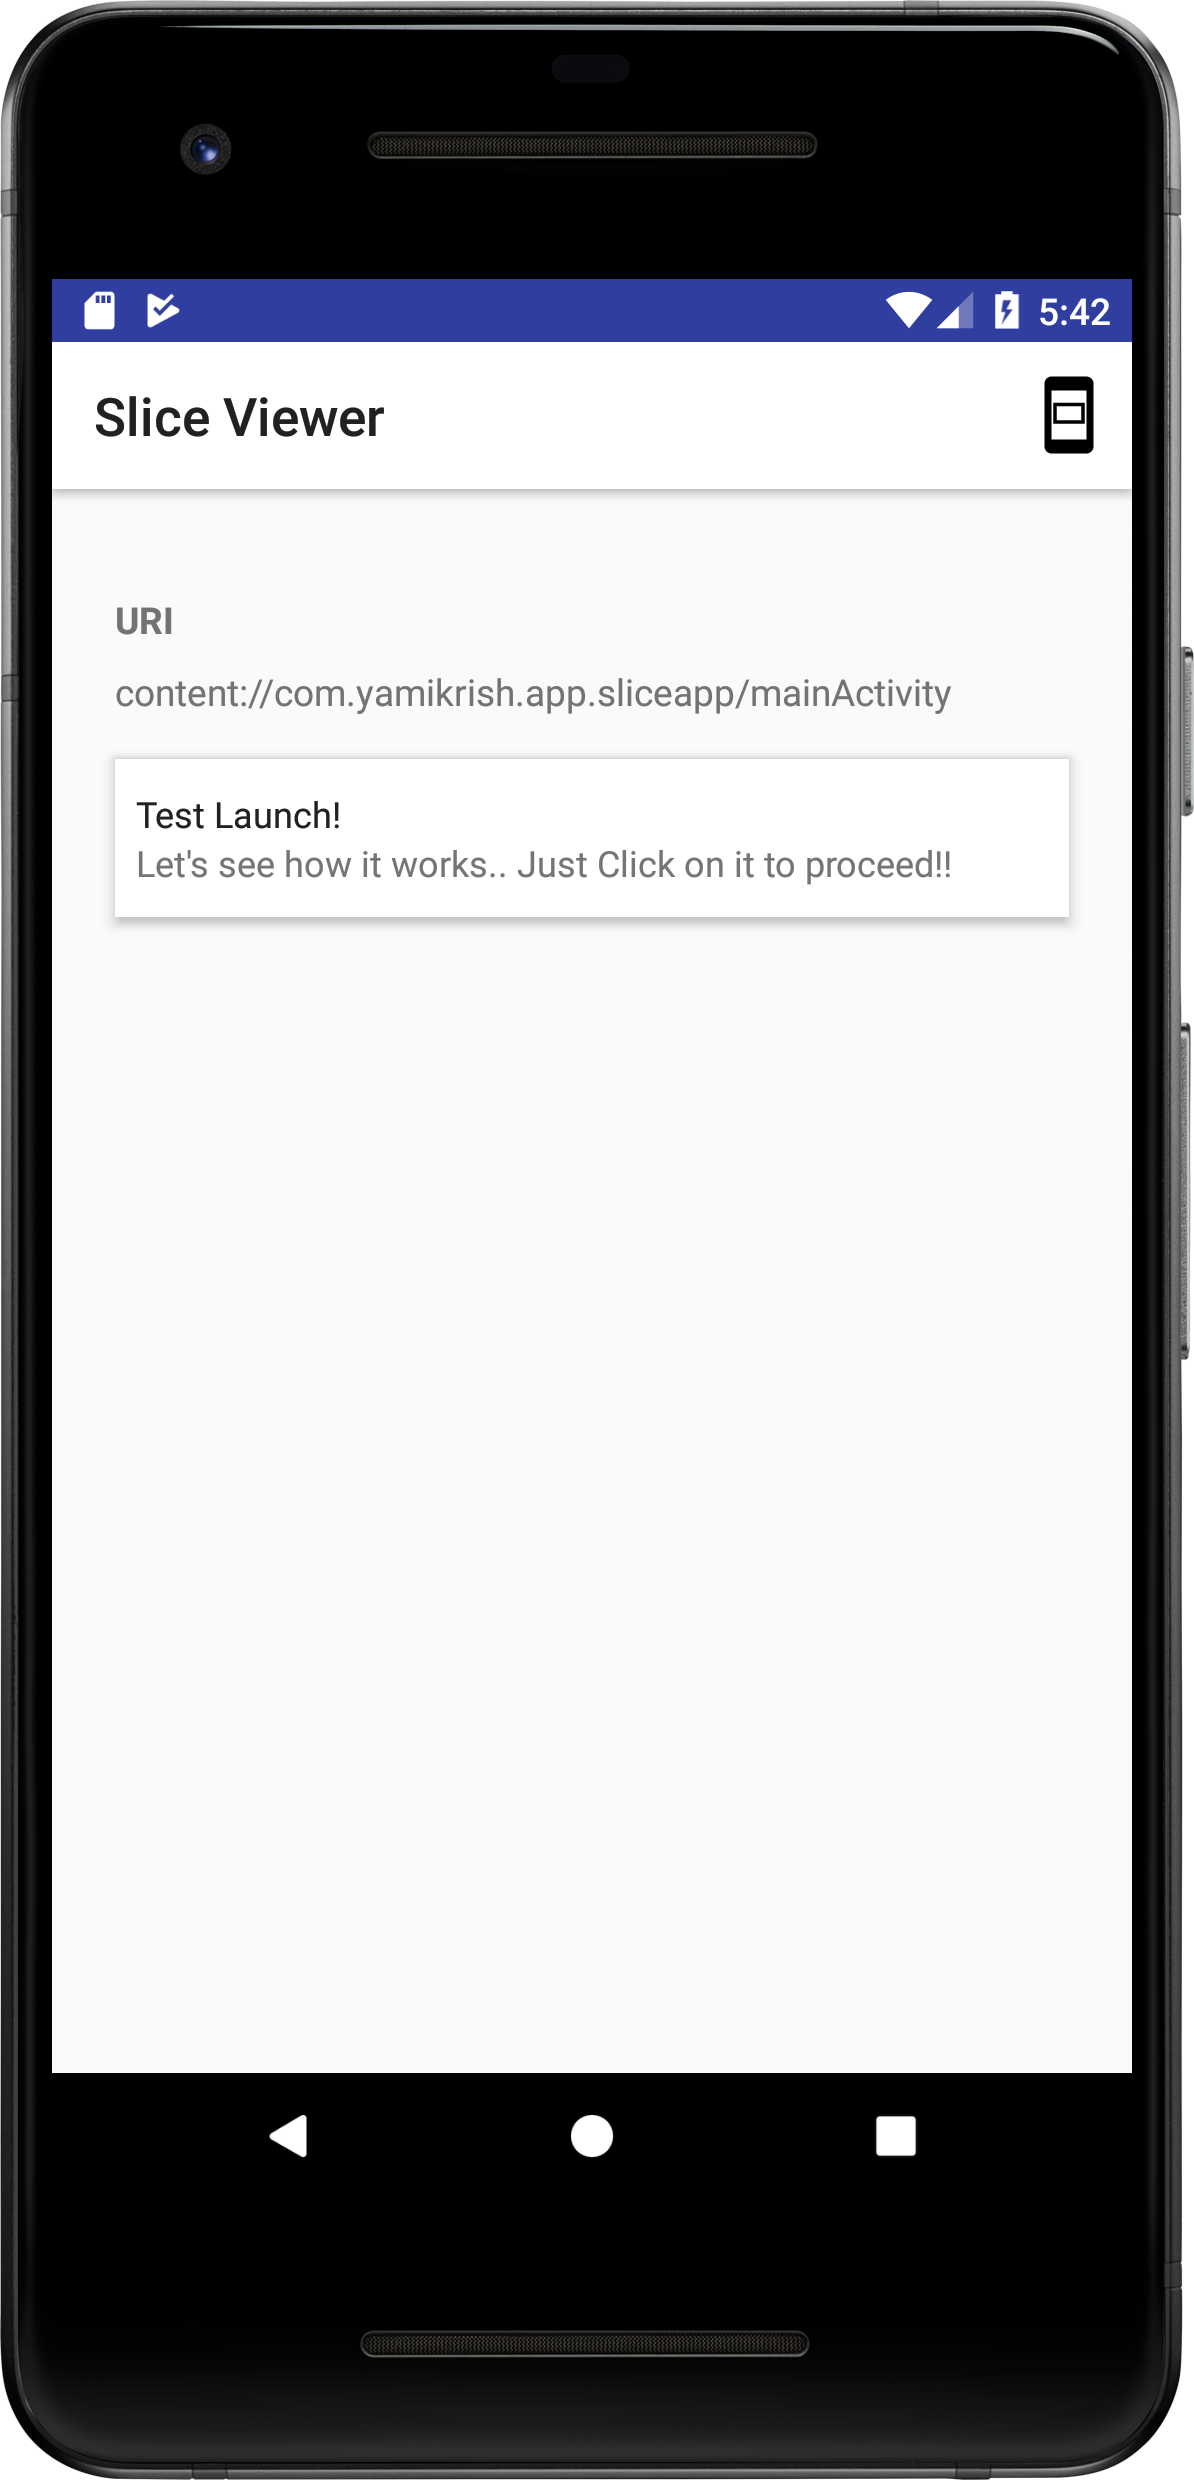 5:42
Slice Viewer
URI
content://com.yamikrish.app.sliceapp/mainActivity
Test Launch!
Let's see how it works.. Just Click on it to proceed!!